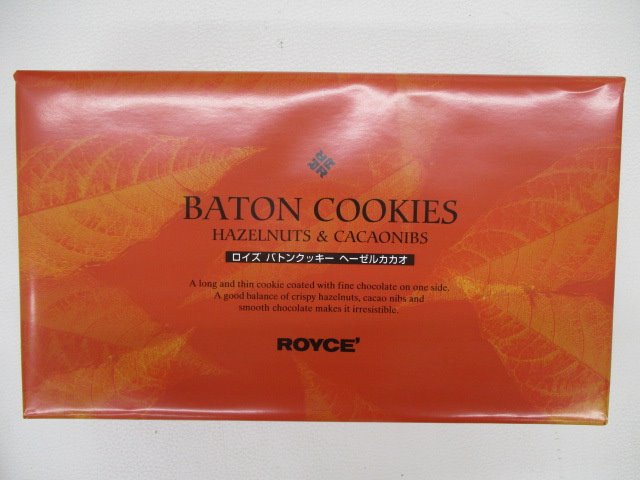 BATON COOKIES
HAZELNUTS & CACAONIBS
ロイズ バトンクッキー ヘーゼルカカオ
A long and thin cookie coated with fine chocolate on one side.
A good balance of crispy hazelnuts, cacao nibs and
smooth chocolate makes it irresistible.
ROYCE'